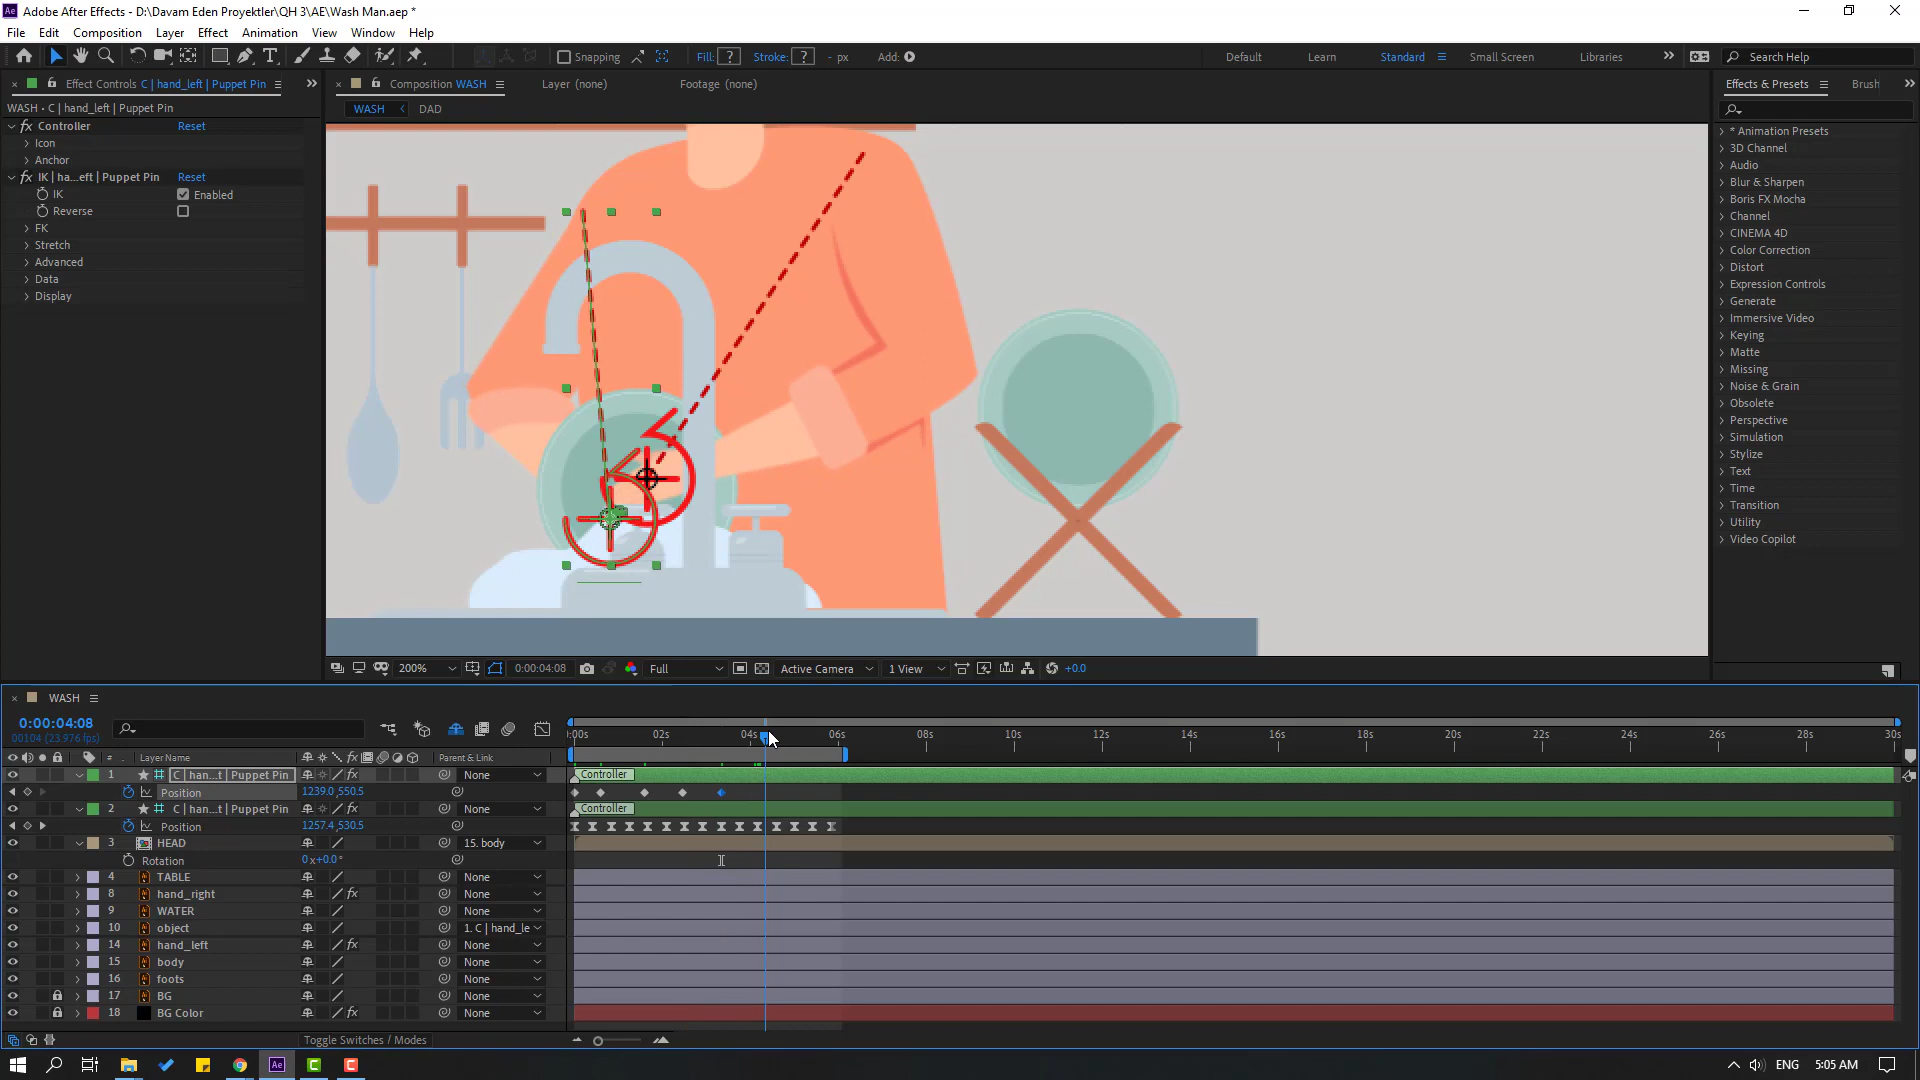 Adobe After Effects - D:\Davam Eden Proyektler\QH 3\AE\Wash Man.aep *
File Edit Composition Layer Effect Animation View Window Help
Snapping Fill: ? Stroke: ? - px Add: Default Learn Standard Small Screen Libraries Search Help
Effect Controls C | hand_left | Puppet Pin Composition WASH Layer (none) Footage (none) Effects & Presets Brush
WASH • C | hand_left | Puppet Pin
WASH DAD
fx Controller Reset
Icon
Anchor
fx IK | ha...eft | Puppet Pin Reset
IK Enabled
Reverse
FK
Stretch
Advanced
Data
Display
* Animation Presets
3D Channel
Audio
Blur & Sharpen
Boris FX Mocha
Channel
CINEMA 4D
Color Correction
Distort
Expression Controls
Generate
Immersive Video
Keying
Matte
Missing
Noise & Grain
Obsolete
Perspective
Simulation
Stylize
Text
Time
Transition
Utility
Video Copilot
200% 0:00:04:08 Full Active Camera 1 View +0.0
WASH
0:00:04:08
00104 (23.976 fps)
:00s 02s 04s 06s 08s 10s 12s 14s 16s 18s 20s 22s 24s 26s 28s 30s
# Layer Name Parent & Link
1 C | han...t | Puppet Pin None Controller
Position 1239.0,550.5
2 C | han...t | Puppet Pin None Controller
Position 1257.4,530.5
3 HEAD 15. body
Rotation 0x+0.0°
4 TABLE None
8 hand_right fx None
9 WATER None
10 object 1. C | hand_le
14 hand_left fx None
15 body None
16 foots None
17 BG None
18 BG Color fx None
Toggle Switches / Modes
Ae ENG 5:05 AM